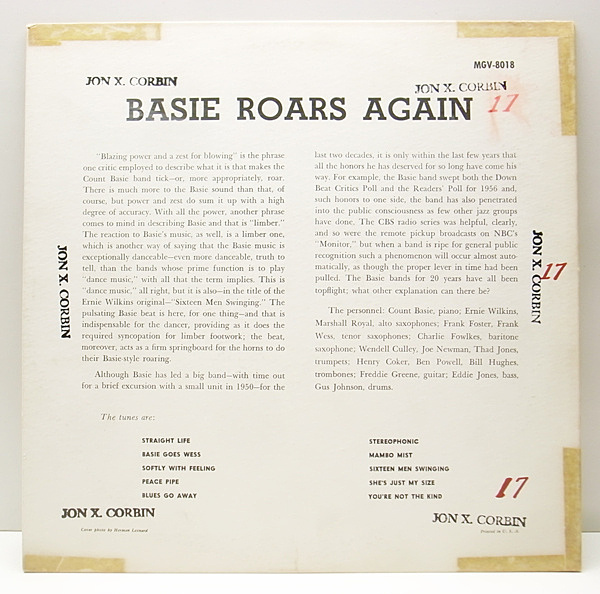 MGV-8018
JON X. CORBIN
JON X. CORBIN
BASIE ROARS AGAIN
17
"Blazing power and a zest for blowing" is the phrase
one critic employed to describe what it is that makes the
Count Basie band tick—or, more appropriately, roar.
There is much more to the Basie sound than that, of
course, but power and zest do sum it up with a high
degree of accuracy. With all the power, another phrase
comes to mind in describing Basie and that is "limber."
The reaction to Basie's music, as well, is a limber one,
which is another way of saying that the Basie music is
exceptionally danceable—even more danceable, truth to
tell, than the bands whose prime function is to play
"dance music," with all that the term implies. This is
"dance music," all right, but it is also—in the title of the
Ernie Wilkins original—"Sixteen Men Swinging." The
pulsating Basie beat is here, for one thing—and that is
indispensable for the dancer, providing as it does the
required syncopation for limber footwork; the beat,
moreover, acts as a firm springboard for the horns to do
their Basie-style roaring.
Although Basie has led a big band—with time out
for a brief excursion with a small unit in 1950—for the
last two decades, it is only within the last few years that
all the honors he has deserved for so long have come his
way. For example, the Basie band swept both the Down
Beat Critics Poll and the Readers' Poll for 1956 and,
such honors to one side, the band has also penetrated
into the public consciousness as few other jazz groups
have done. The CBS radio series was helpful, clearly,
and so were the remote pickup broadcasts on NBC's
"Monitor," but when a band is ripe for general public
recognition such a phenomenon will occur almost auto-
matically, as though the proper lever in time had been
pulled. The Basie bands for 20 years have all been
topflight; what other explanation can there be?
The personnel: Count Basie, piano; Ernie Wilkins,
Marshall Royal, alto saxophones; Frank Foster, Frank
Wess, tenor saxophones; Charlie Fowlkes, baritone
saxophone; Wendell Culley, Joe Newman, Thad Jones,
trumpets; Henry Coker, Ben Powell, Bill Hughes,
trombones; Freddie Greene, guitar; Eddie Jones, bass,
Gus Johnson, drums.
JON X. CORBIN
JON X. CORBIN
17
The tunes are:
STRAIGHT LIFE
BASIE GOES WESS
SOFTLY WITH FEELING
PEACE PIPE
BLUES GO AWAY
STEREOPHONIC
MAMBO MIST
SIXTEEN MEN SWINGING
SHE'S JUST MY SIZE
YOU'RE NOT THE KIND
17
JON X. CORBIN
JON X. CORBIN
Cover photo by Herman Leonard
Printed in U. S. A.